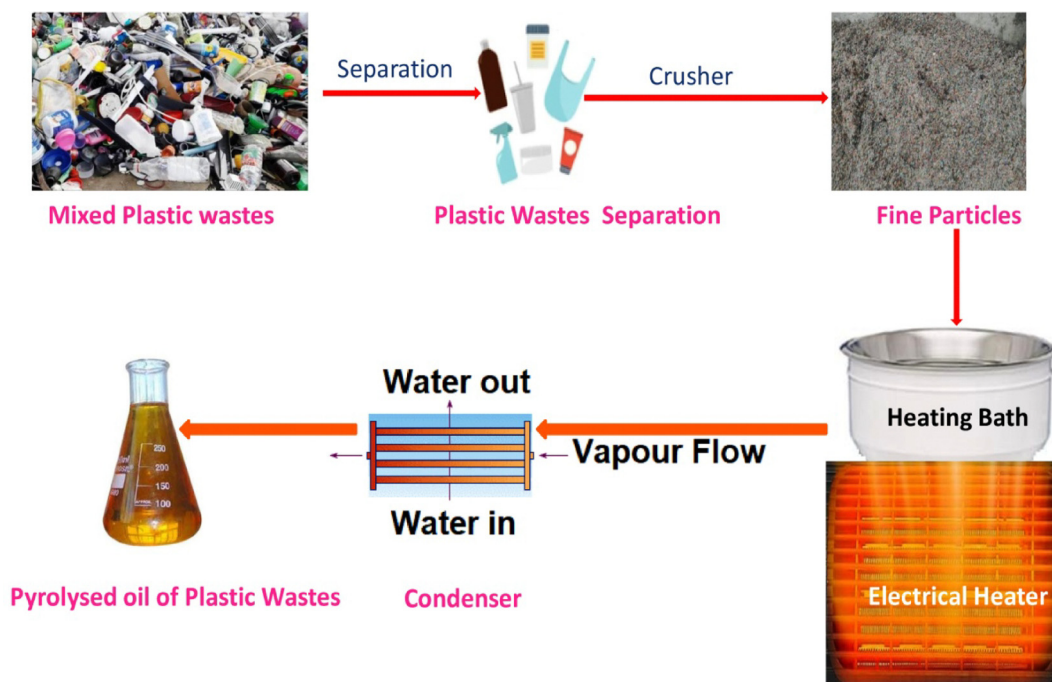 Separation
Crusher
Mixed Plastic wastes
Plastic Wastes Separation
Fine Particles
Water out
Heating Bath
Vapour Flow
250
200
150
100
Water in
Pyrolysed oil of Plastic Wastes
Condenser
Electrical Heater